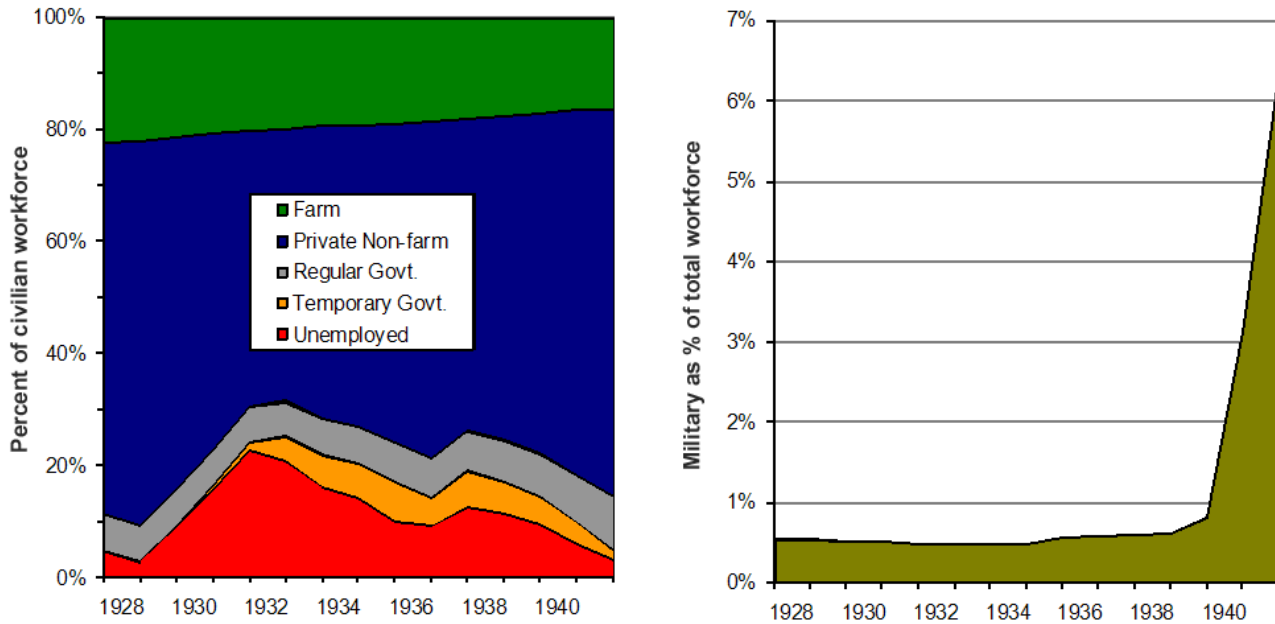 Percent of civilian workforce
100%
80%
60%
40%
20%
0%
Farm
Private Non-farm
Regular Govt.
Temporary Govt.
Unemployed
1928 1930 1932 1934 1936 1938 1940
Military as % of total workforce
7%
6%
5%
4%
3%
2%
1%
0%
1928 1930 1932 1934 1936 1938 1940